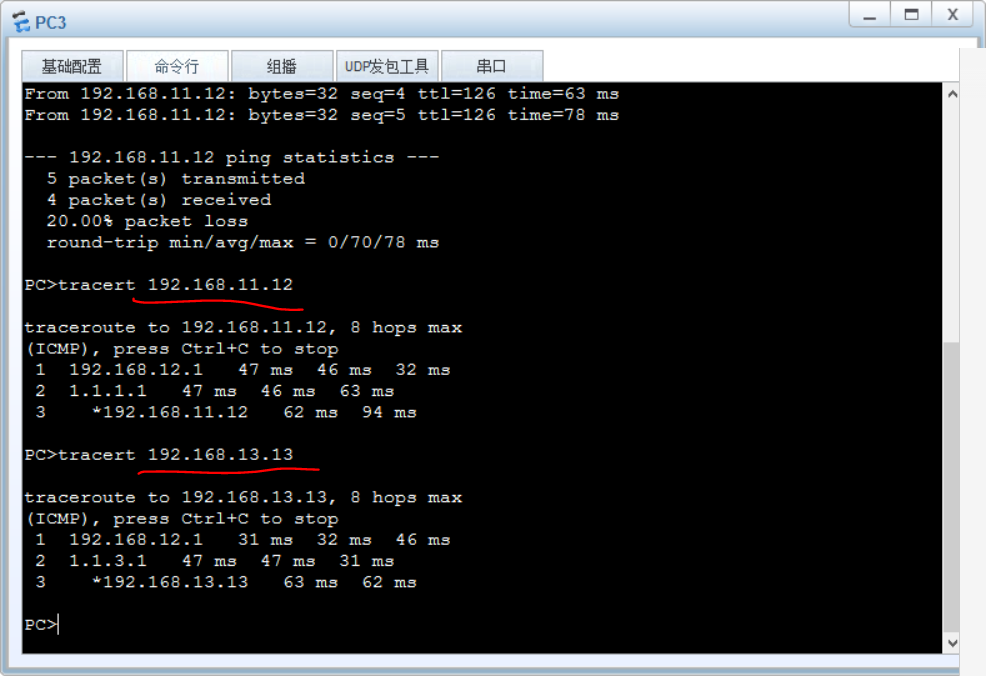 PC3
X
基础配置 命令行 组播 UDP发包工具 串口
From 192.168.11.12: bytes=32 seq=4 ttl=126 time=63 ms
From 192.168.11.12: bytes=32 seq=5 ttl=126 time=78 ms
--- 192.168.11.12 ping statistics ---
5 packet(s) transmitted
4 packet(s) received
20.00% packet loss
round-trip min/avg/max = 0/70/78 ms
PC>tracert 192.168.11.12
traceroute to 192.168.11.12, 8 hops max
(ICMP), press Ctrl+C to stop
1 192.168.12.1 47 ms 46 ms 32 ms
2 1.1.1.1 47 ms 46 ms 63 ms
3 *192.168.11.12 62 ms 94 ms
PC>tracert 192.168.13.13
traceroute to 192.168.13.13, 8 hops max
(ICMP), press Ctrl+C to stop
1 192.168.12.1 31 ms 32 ms 46 ms
2 1.1.3.1 47 ms 47 ms 31 ms
3 *192.168.13.13 63 ms 62 ms
PC>